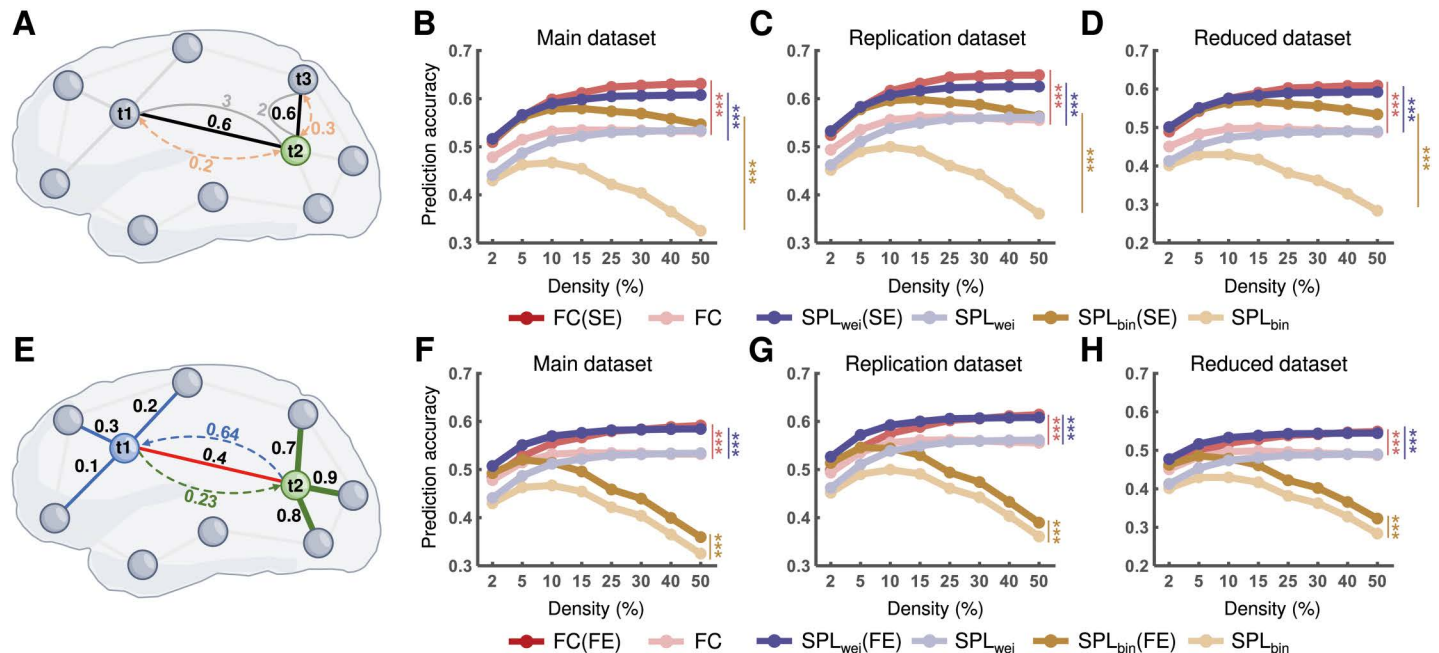 A
t1
t2
t3
3
2
0.6
0.6
0.3
0.2
B
Main dataset
Prediction accuracy
0.7
0.6
0.5
0.4
0.3
2 5 10 15 25 30 40 50
Density (%)
***
***
***
C
Replication dataset
0.7
0.6
0.5
0.4
0.3
2 5 10 15 25 30 40 50
Density (%)
***
***
***
D
Reduced dataset
0.7
0.6
0.5
0.4
0.3
0.2
2 5 10 15 25 30 40 50
Density (%)
***
***
***
FC(SE) FC SPLwei(SE) SPLwei SPLbin(SE) SPLbin
E
0.2
0.3
t1
0.64
0.1
0.4
0.23
0.7
t2
0.9
0.8
F
Main dataset
Prediction accuracy
0.7
0.6
0.5
0.4
0.3
2 5 10 15 25 30 40 50
Density (%)
***
***
***
G
Replication dataset
0.7
0.6
0.5
0.4
0.3
2 5 10 15 25 30 40 50
Density (%)
***
***
***
H
Reduced dataset
0.7
0.6
0.5
0.4
0.3
0.2
2 5 10 15 25 30 40 50
Density (%)
***
***
***
FC(FE) FC SPLwei(FE) SPLwei SPLbin(FE) SPLbin